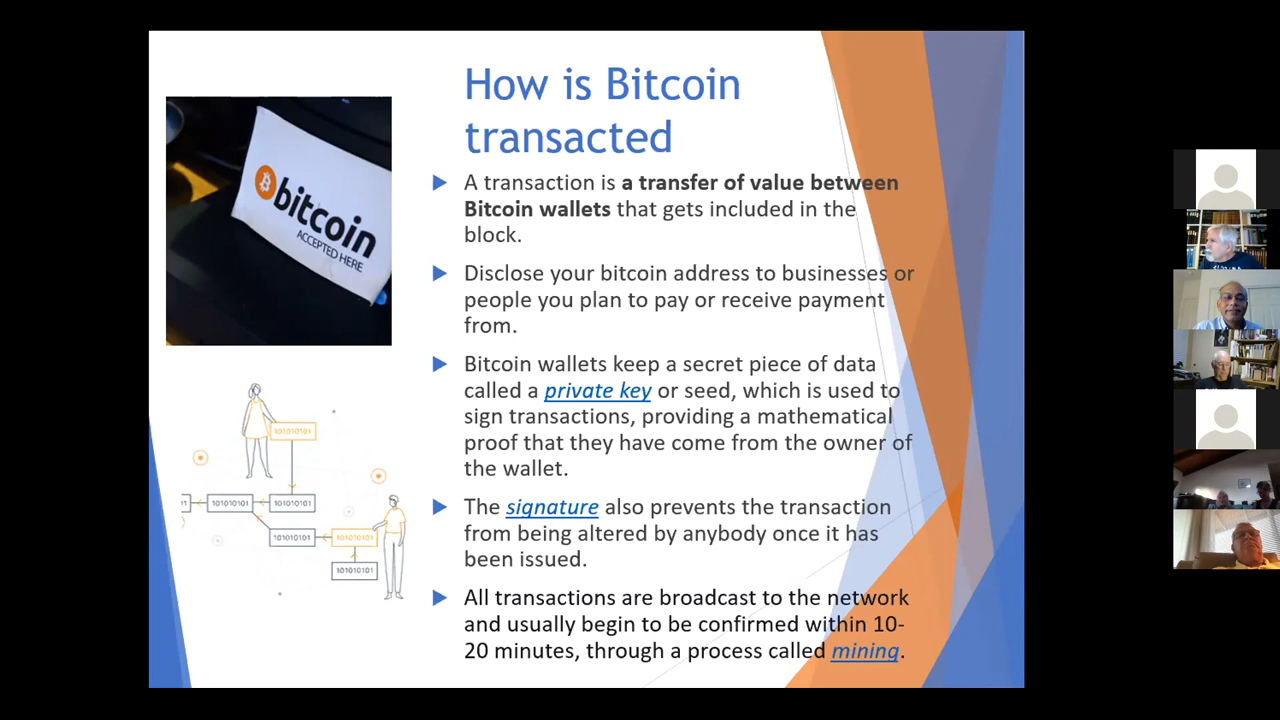 How is Bitcoin
transacted
bitcoin
ACCEPTED HERE
A transaction is a transfer of value between
Bitcoin wallets that gets included in the
block.
Disclose your bitcoin address to businesses or
people you plan to pay or receive payment
from.
Bitcoin wallets keep a secret piece of data
called a private key or seed, which is used to
sign transactions, providing a mathematical
proof that they have come from the owner of
the wallet.
The signature also prevents the transaction
from being altered by anybody once it has
been issued.
All transactions are broadcast to the network
and usually begin to be confirmed within 10-
20 minutes, through a process called mining.
101010101
101010101
101010101
101010101
101010101
101010101